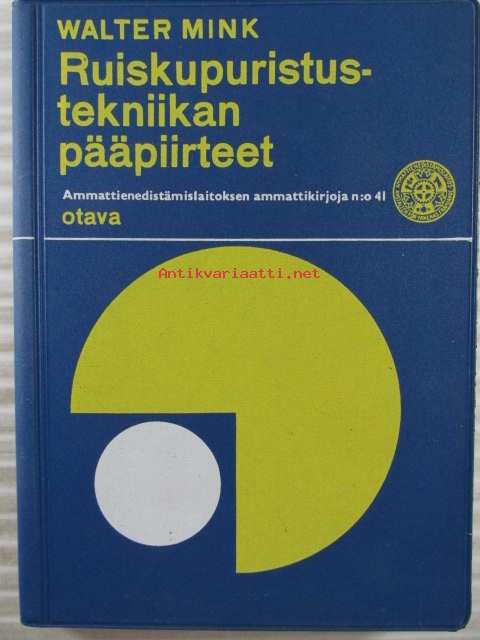 WALTER MINK
Ruiskupuristus-
tekniikan
pääpiirteet
Ammattienedistämislaitoksen ammattikirjoja n:o 41
otava
Antikvariaatti.net